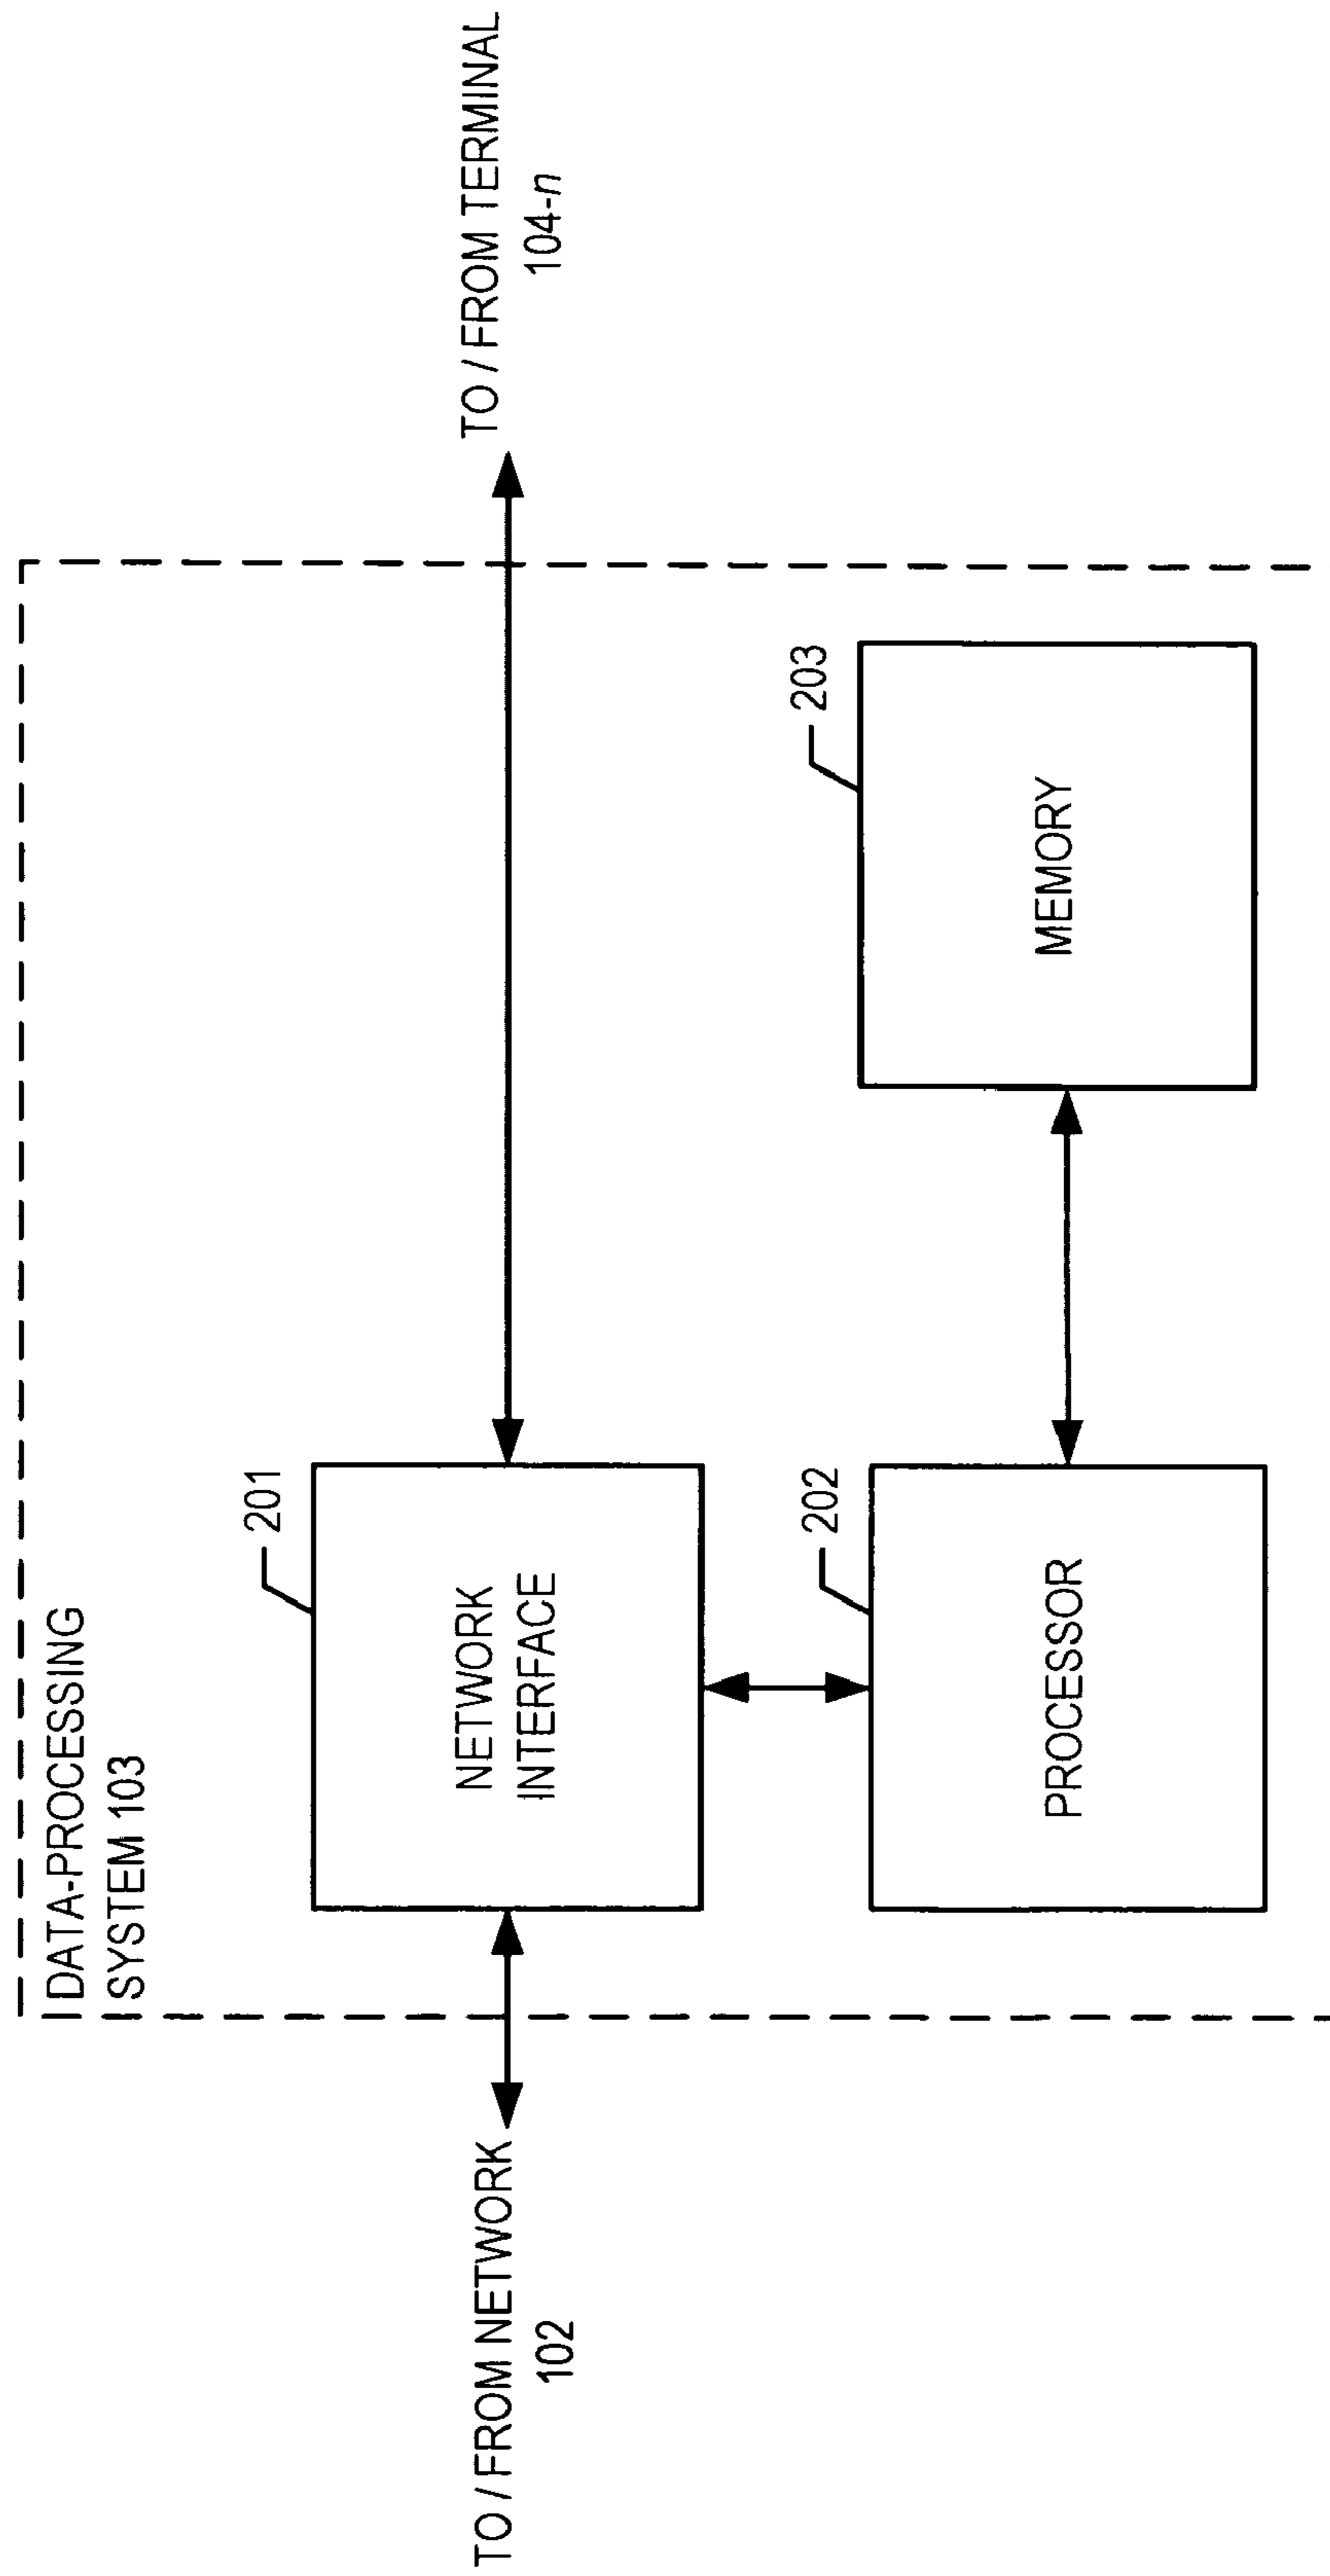 DATA-PROCESSING
SYSTEM 103
TO / FROM NETWORK
102
201
NETWORK
INTERFACE
TO / FROM TERMINAL
104-n
202
PROCESSOR
203
MEMORY